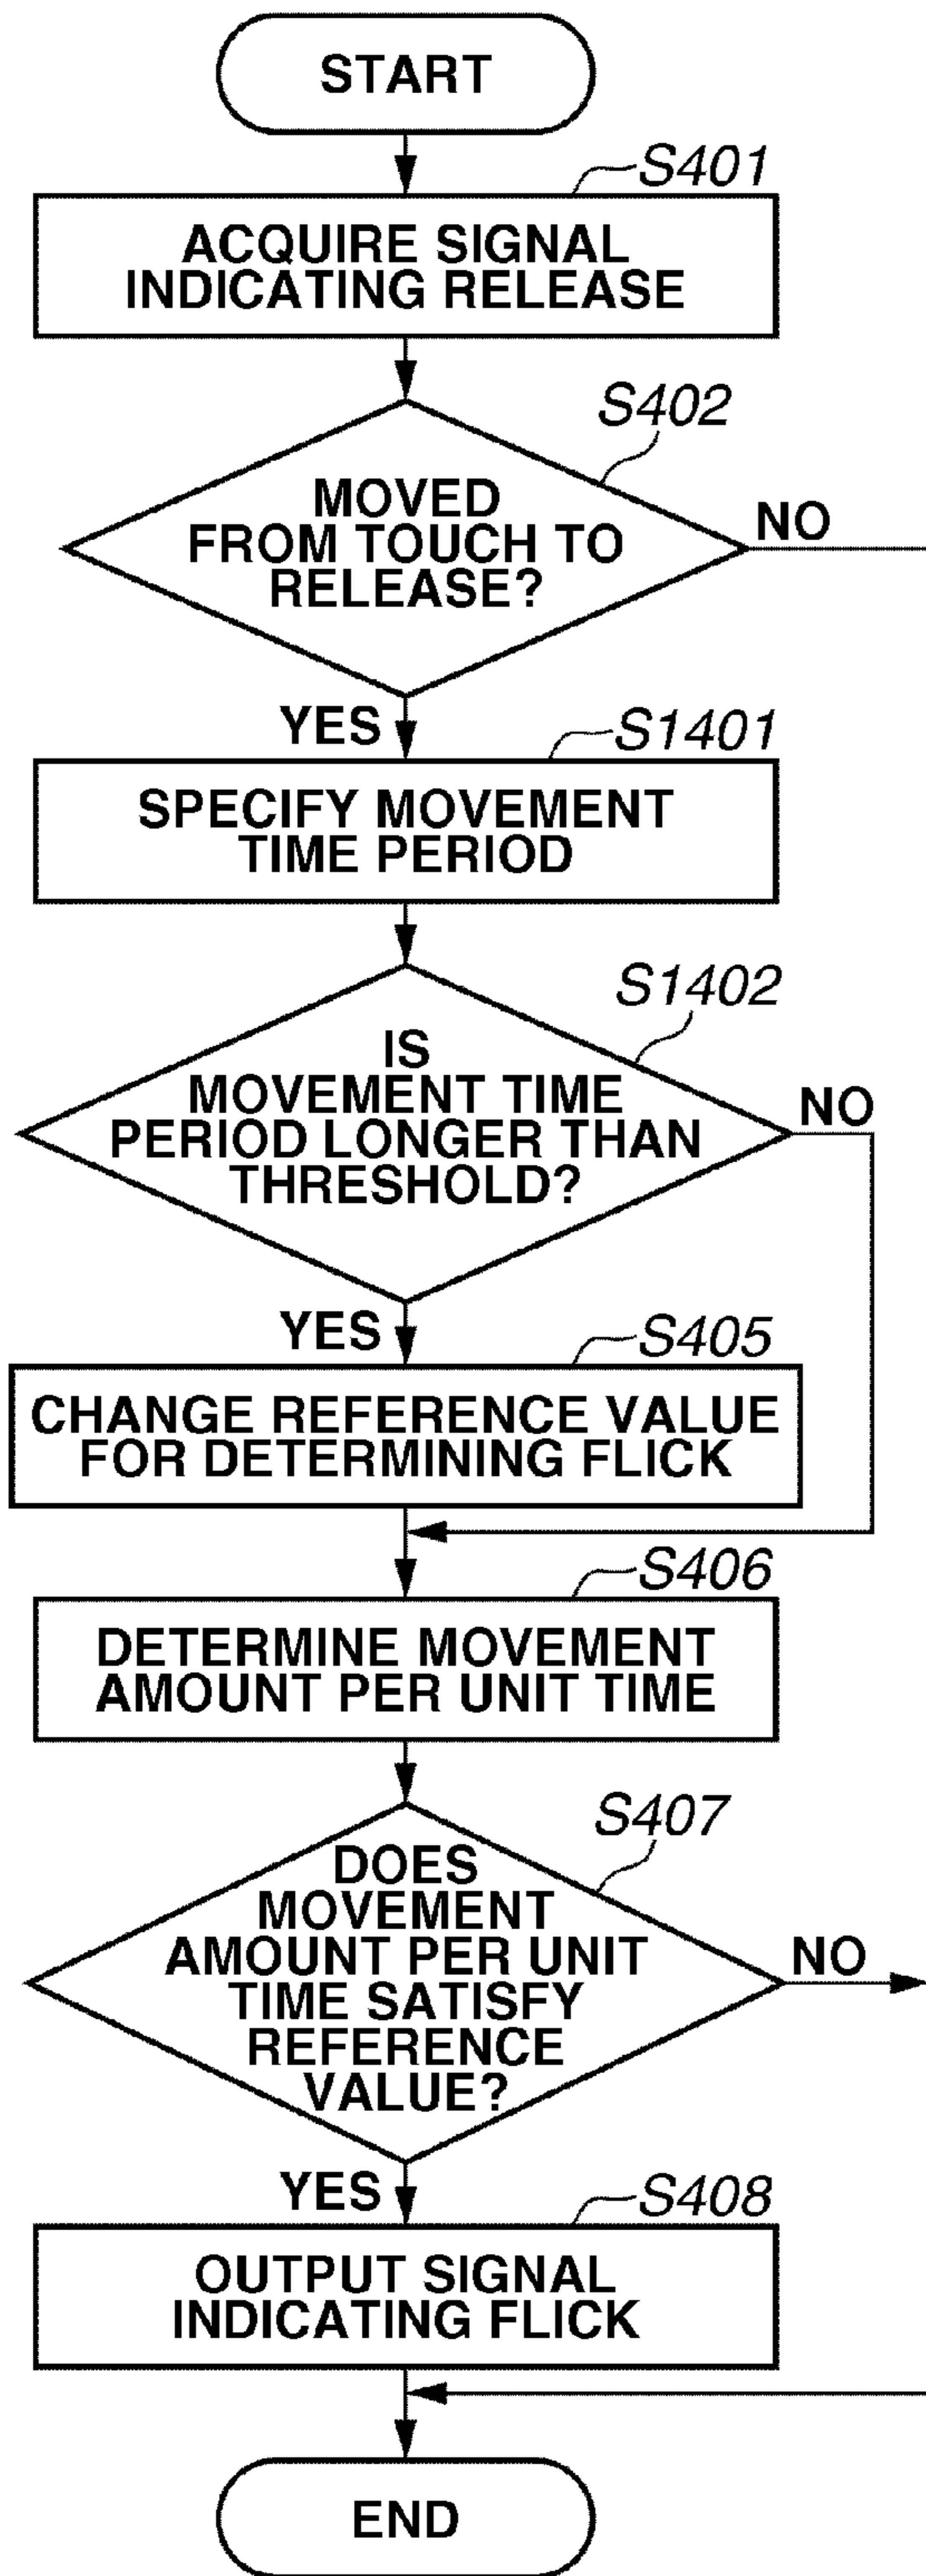 START
S401
ACQUIRE SIGNAL
INDICATING RELEASE
S402
MOVED
FROM TOUCH TO
RELEASE?
NO
YES
S1401
SPECIFY MOVEMENT
TIME PERIOD
S1402
IS
MOVEMENT TIME
PERIOD LONGER THAN
THRESHOLD?
NO
YES
S405
CHANGE REFERENCE VALUE
FOR DETERMINING FLICK
S406
DETERMINE MOVEMENT
AMOUNT PER UNIT TIME
S407
DOES
MOVEMENT
AMOUNT PER UNIT
TIME SATISFY
REFERENCE
VALUE?
NO
YES
S408
OUTPUT SIGNAL
INDICATING FLICK
END